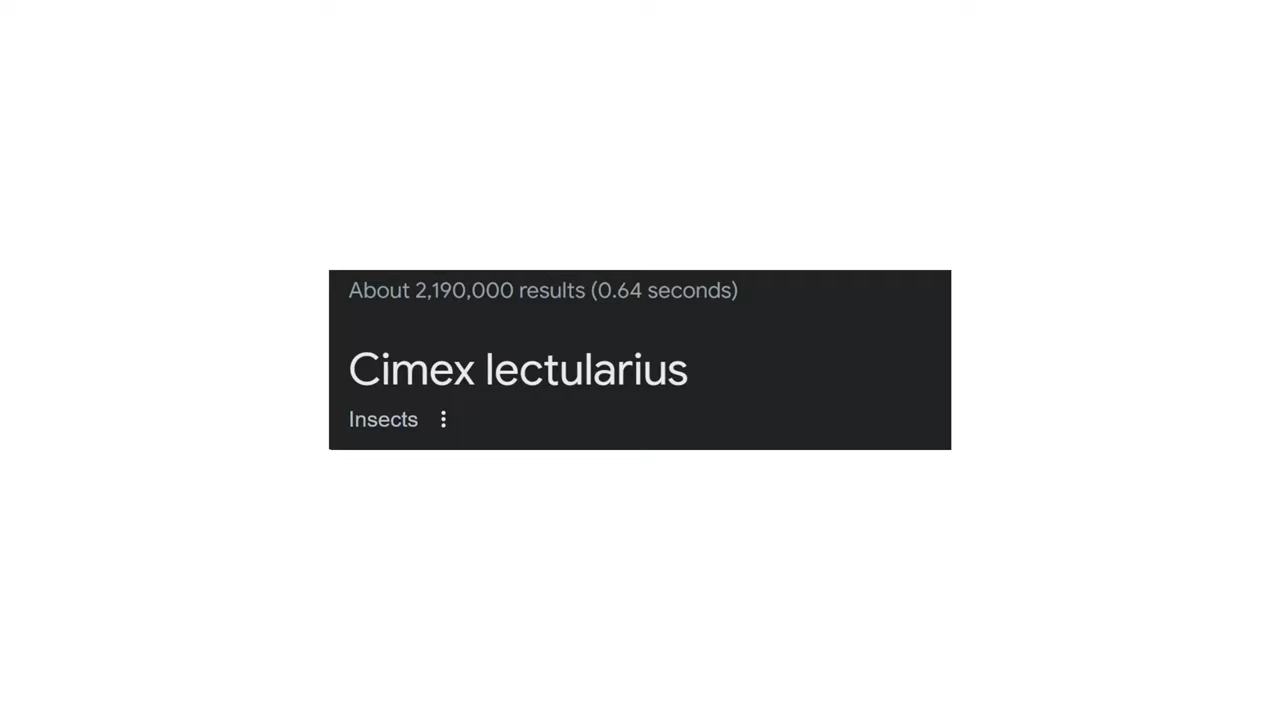 About 2,190,000 results (0.64 seconds)
Cimex lectularius
Insects